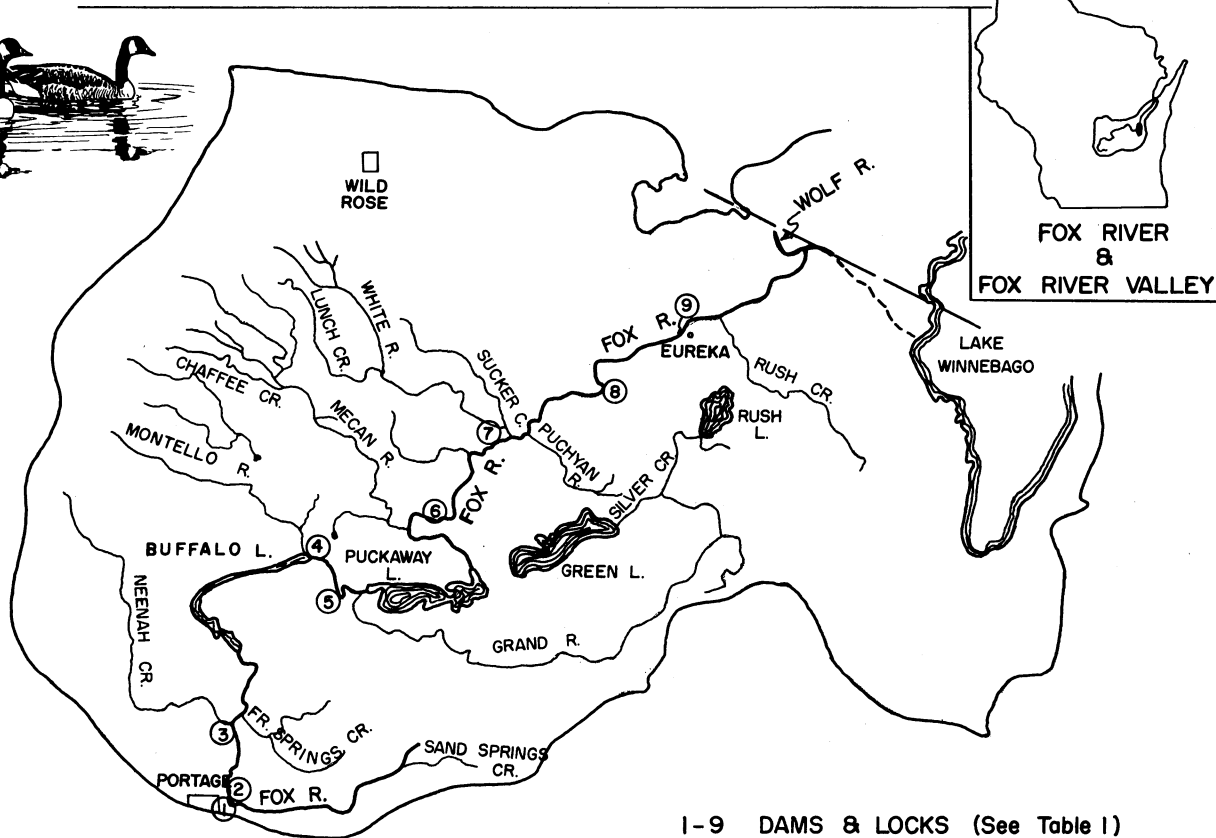 FOX RIVER
&
FOX RIVER VALLEY
WILD
ROSE
WOLF R.
LUNCH CR.
WHITE R.
SUCKER C.
FOX R.
9
EUREKA
LAKE
WINNEBAGO
RUSH CR.
CHAFFEE CR.
MECAN R.
8
7
RUSH
L.
MONTELLO R.
PUCHYAN
R.
SILVER CR.
FOX R.
6
BUFFALO L.
4
PUCKAWAY
L.
GREEN L.
5
NEENAH CR.
GRAND R.
3
FR. SPRINGS CR.
SAND SPRINGS
CR.
PORTAGE
2
FOX R.
1
1-9 DAMS & LOCKS (See Table 1)